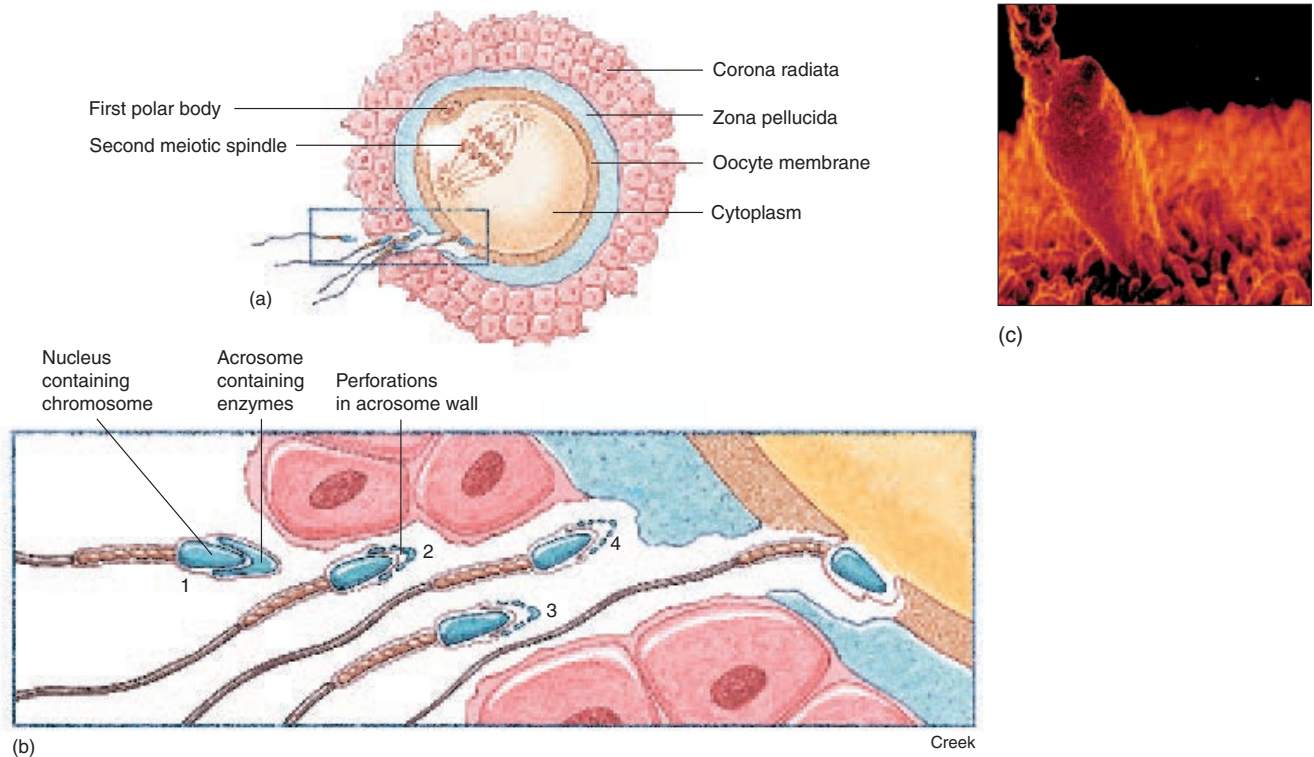 Corona radiata
First polar body
Zona pellucida
Second meiotic spindle
Oocyte membrane
Cytoplasm
(a)
(c)
Nucleus
containing
chromosome
Acrosome
containing
enzymes
Perforations
in acrosome wall
1
2
3
4
(b)
Creek